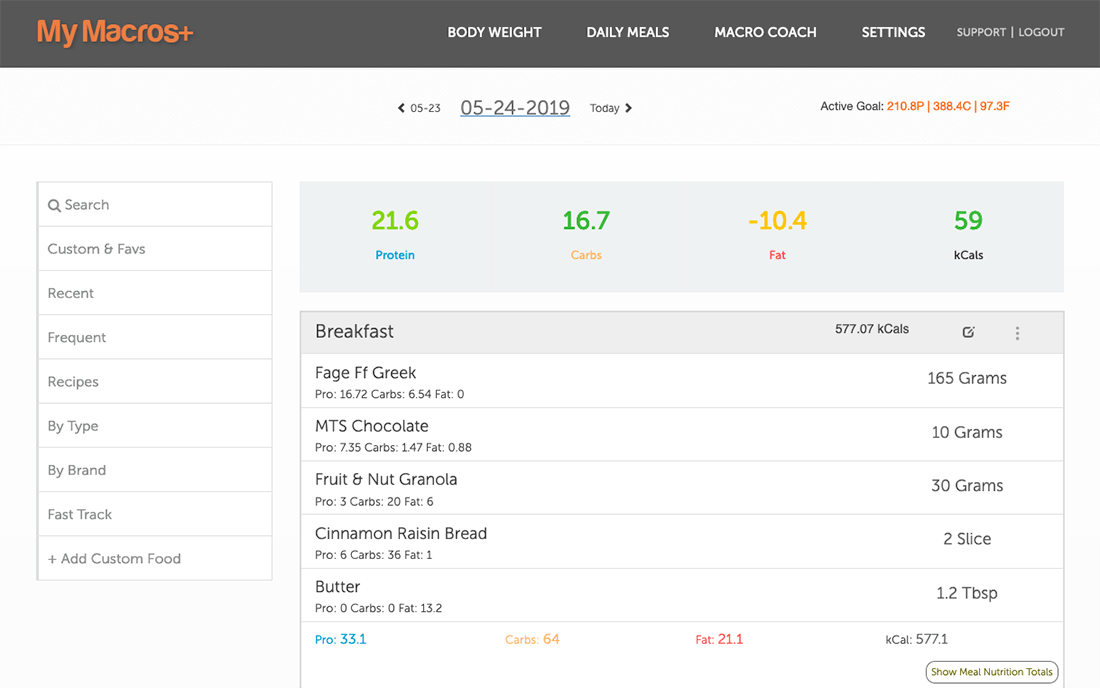 My Macros+
BODY WEIGHT DAILY MEALS MACRO COACH SETTINGS SUPPORT | LOGOUT
05-23 05-24-2019 Today
Active Goal: 210.8P | 388.4C | 97.3F
Search
Custom & Favs
Recent
Frequent
Recipes
By Type
By Brand
Fast Track
+ Add Custom Food
21.6 16.7 -10.4 59
Protein Carbs Fat kCals
Breakfast 577.07 kCals
Fage Ff Greek
165 Grams
Pro: 16.72 Carbs: 6.54 Fat: 0
MTS Chocolate
10 Grams
Pro: 7.35 Carbs: 1.47 Fat: 0.88
Fruit & Nut Granola
30 Grams
Pro: 3 Carbs: 20 Fat: 6
Cinnamon Raisin Bread
2 Slice
Pro: 6 Carbs: 36 Fat: 1
Butter
1.2 Tbsp
Pro: 0 Carbs: 0 Fat: 13.2
Pro: 33.1 Carbs: 64 Fat: 21.1 kCal: 577.1
Show Meal Nutrition Totals